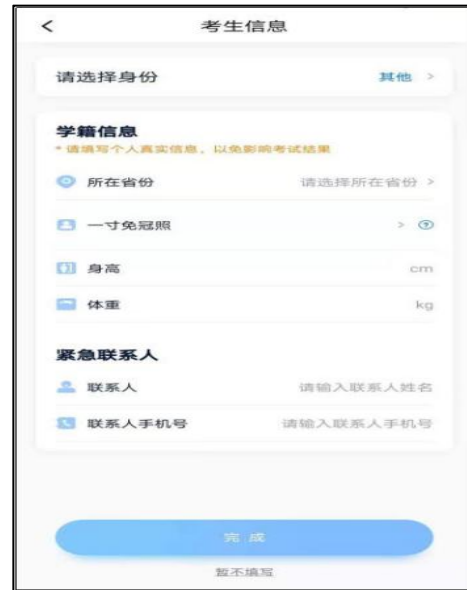 考生信息
请选择身份 其他 >
学籍信息
* 请填写个人真实信息，以免影响考试结果
所在省份 请选择所在省份 >
一寸免冠照 > ?
身高 cm
体重 kg
紧急联系人
联系人 请输入联系人姓名
联系人手机号 请输入联系人手机号
完成
暂不填写